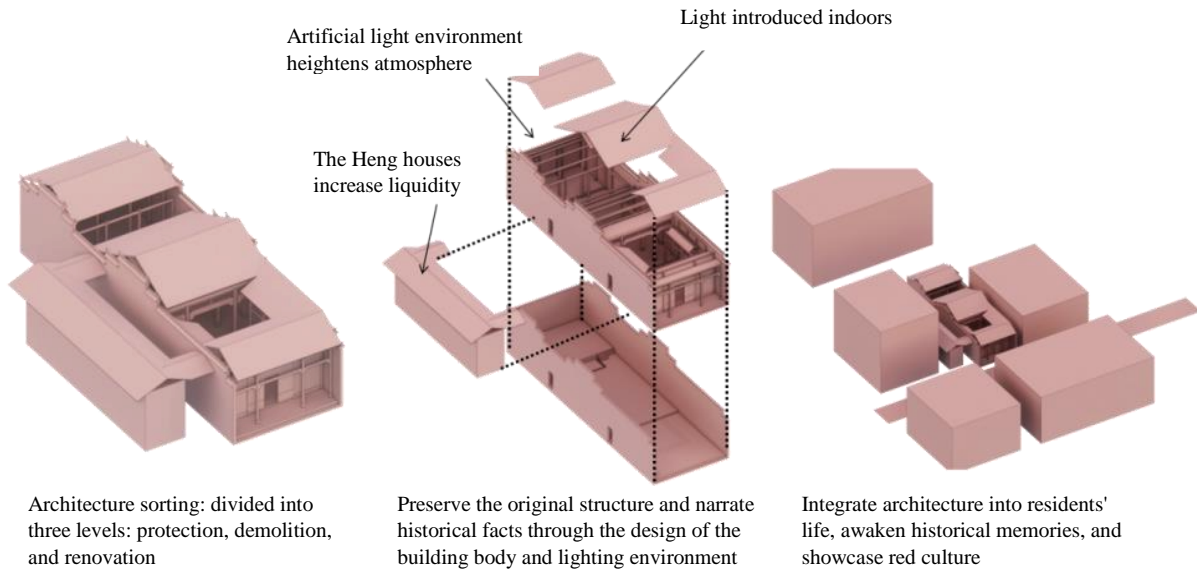 Light introduced indoors
Artificial light environment
heightens atmosphere
The Heng houses
increase liquidity
Architecture sorting: divided into
three levels: protection, demolition,
and renovation
Preserve the original structure and narrate
historical facts through the design of the
building body and lighting environment
Integrate architecture into residents'
life, awaken historical memories, and
showcase red culture